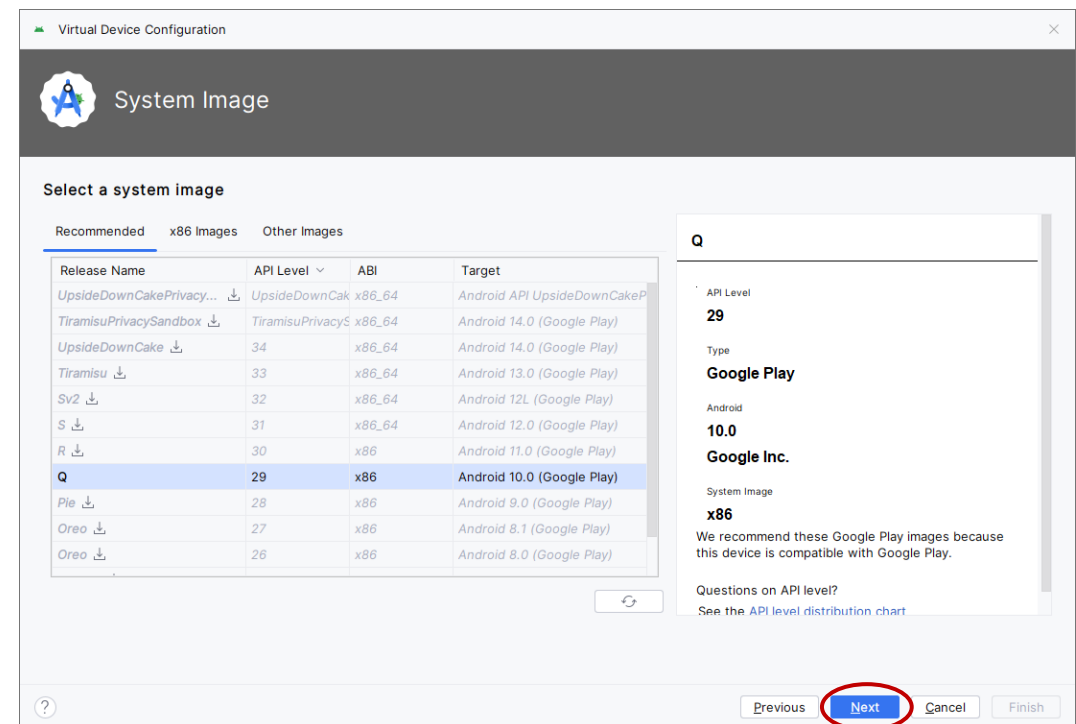 Virtual Device Configuration
System Image
Select a system image
Recommended x86 Images Other Images
Release Name API Level ABI Target
UpsideDownCakePrivacy... UpsideDownCak x86_64 Android API UpsideDownCakeP
TiramisuPrivacySandbox TiramisuPrivacyS x86_64 Android 14.0 (Google Play)
UpsideDownCake 34 x86_64 Android 14.0 (Google Play)
Tiramisu 33 x86_64 Android 13.0 (Google Play)
Sv2 32 x86_64 Android 12L (Google Play)
S 31 x86_64 Android 12.0 (Google Play)
R 30 x86 Android 11.0 (Google Play)
Q 29 x86 Android 10.0 (Google Play)
Pie 28 x86 Android 9.0 (Google Play)
Oreo 27 x86 Android 8.1 (Google Play)
Oreo 26 x86 Android 8.0 (Google Play)
Q
API Level
29
Type
Google Play
Android
10.0
Google Inc.
System Image
x86
We recommend these Google Play images because
this device is compatible with Google Play.
Questions on API level?
See the API level distribution chart
? Previous Next Cancel Finish